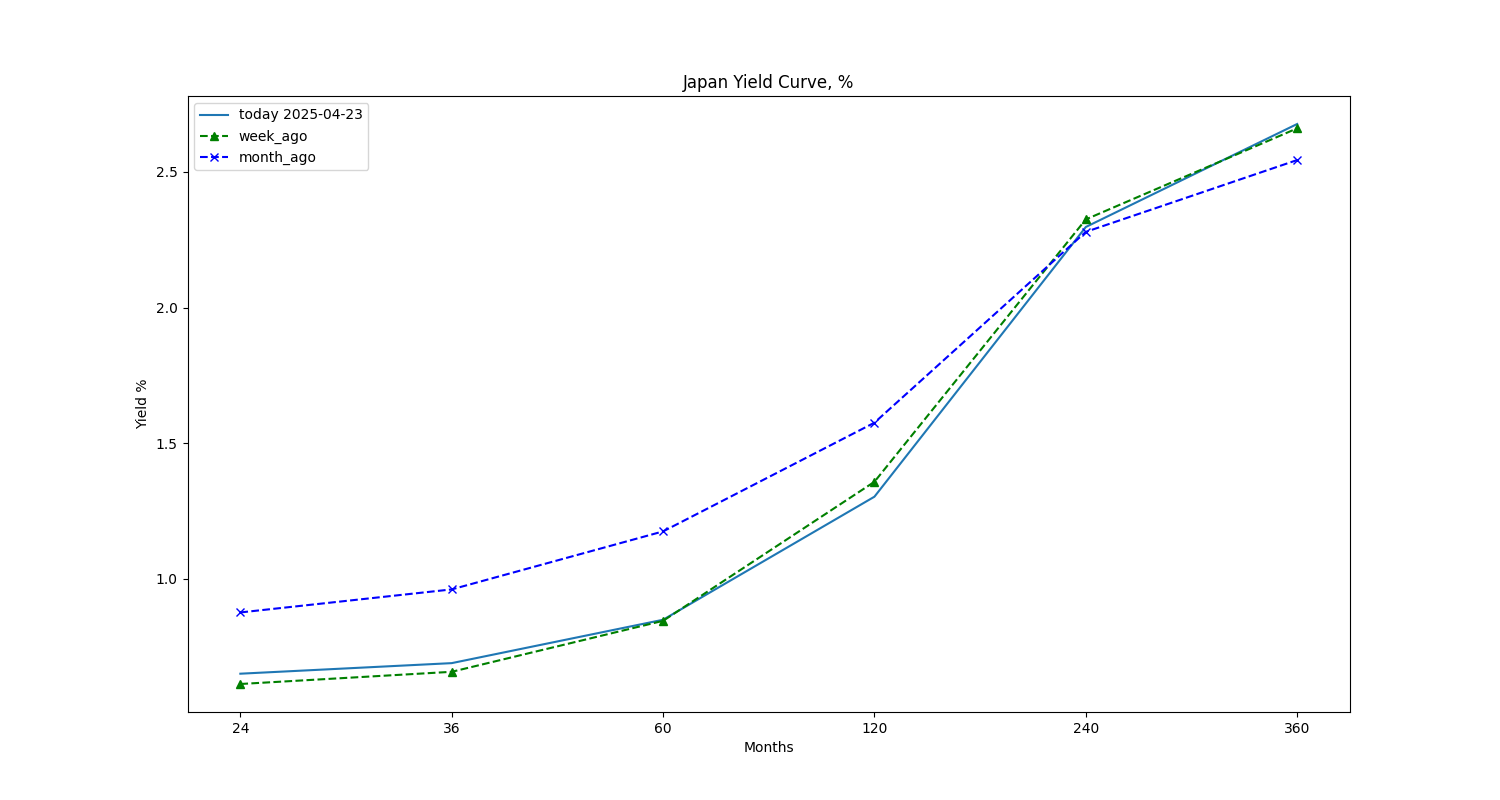 Japan Yield Curve, %
today 2025-04-23
week_ago
month_ago
2.5
2.0
1.5
1.0
Yield %
24 36 60 120 240 360
Months